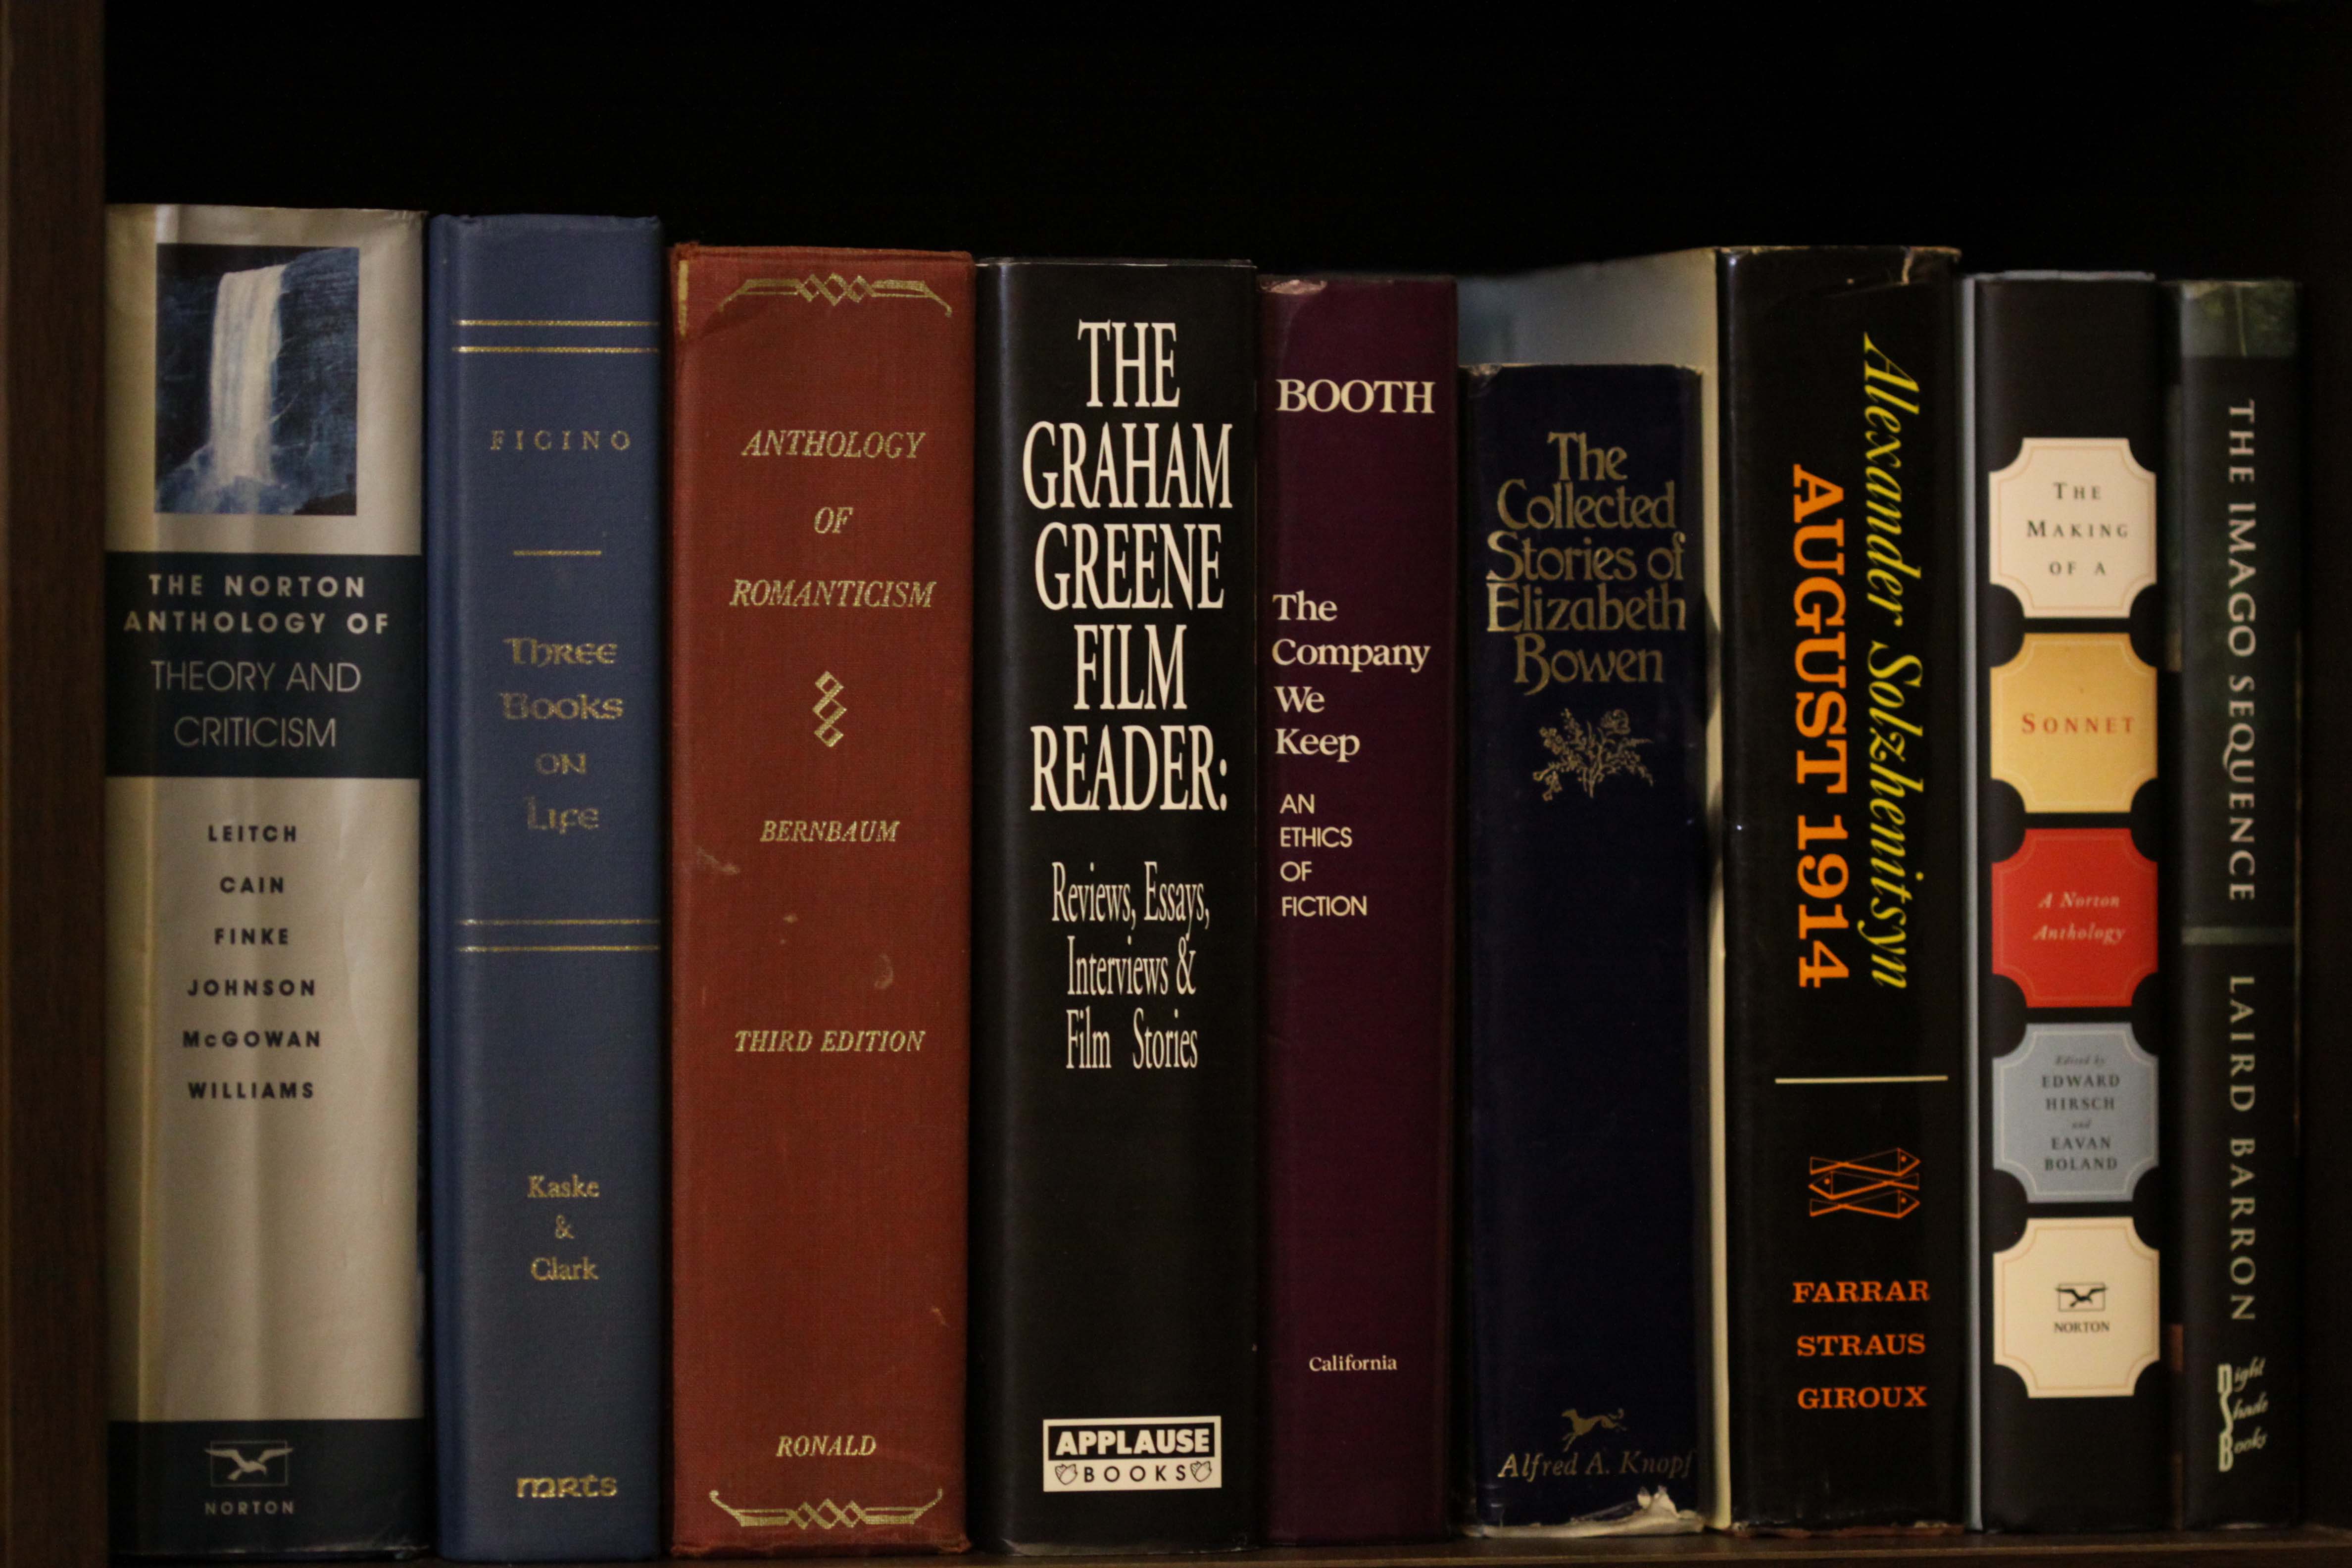 THE NORTON
ANTHOLOGY OF
THEORY AND
CRITICISM
LEITCH
CAIN
FINKE
JOHNSON
McGOWAN
WILLIAMS
NORTON
FICINO
Three
Books
on
Life
Kaske
&
Clark
mrts
ANTHOLOGY
OF
ROMANTICISM
BERNBAUM
THIRD EDITION
RONALD
THE
GRAHAM
GREENE
FILM
READER:
Reviews, Essays,
Interviews &
Film Stories
APPLAUSE
BOOKS
BOOTH
The
Company
We
Keep
AN
ETHICS
OF
FICTION
California
The
Collected
Stories of
Elizabeth
Bowen
Alfred A. Knopf
Alexander Solzhenitsyn
AUGUST 1914
FARRAR
STRAUS
GIROUX
THE
MAKING
OF A
SONNET
A Norton
Anthology
Edited by
EDWARD
HIRSCH
and
EAVAN
BOLAND
NORTON
THE IMAGO SEQUENCE
LAIRD BARRON
Night
Shade
Books